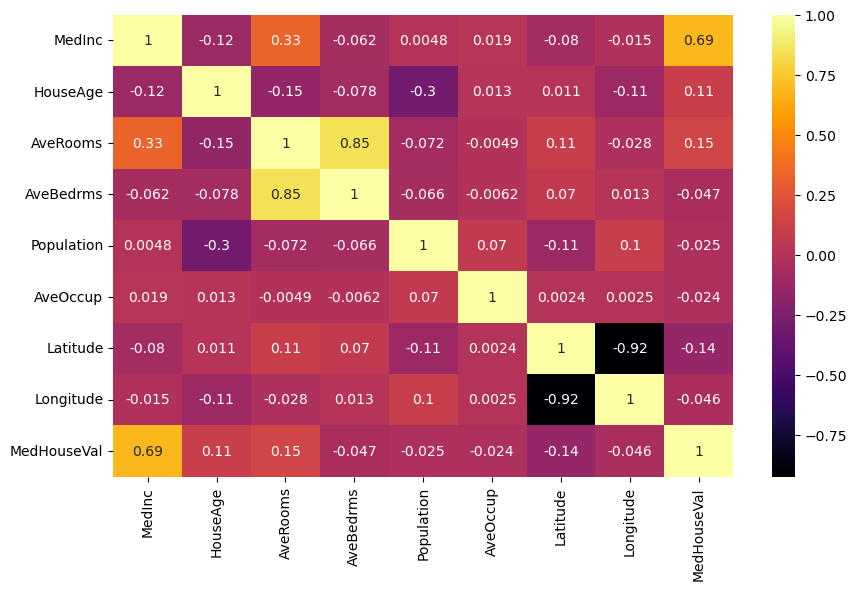 MedInc 1 -0.12 0.33 -0.062 0.0048 0.019 -0.08 -0.015 0.69
HouseAge -0.12 1 -0.15 -0.078 -0.3 0.013 0.011 -0.11 0.11
AveRooms 0.33 -0.15 1 0.85 -0.072 -0.0049 0.11 -0.028 0.15
AveBedrms -0.062 -0.078 0.85 1 -0.066 -0.0062 0.07 0.013 -0.047
Population 0.0048 -0.3 -0.072 -0.066 1 0.07 -0.11 0.1 -0.025
AveOccup 0.019 0.013 -0.0049 -0.0062 0.07 1 0.0024 0.0025 -0.024
Latitude -0.08 0.011 0.11 0.07 -0.11 0.0024 1 -0.92 -0.14
Longitude -0.015 -0.11 -0.028 0.013 0.1 0.0025 -0.92 1 -0.046
MedHouseVal 0.69 0.11 0.15 -0.047 -0.025 -0.024 -0.14 -0.046 1
MedInc HouseAge AveRooms AveBedrms Population AveOccup Latitude Longitude MedHouseVal
1.00
0.75
0.50
0.25
0.00
−0.25
−0.50
−0.75